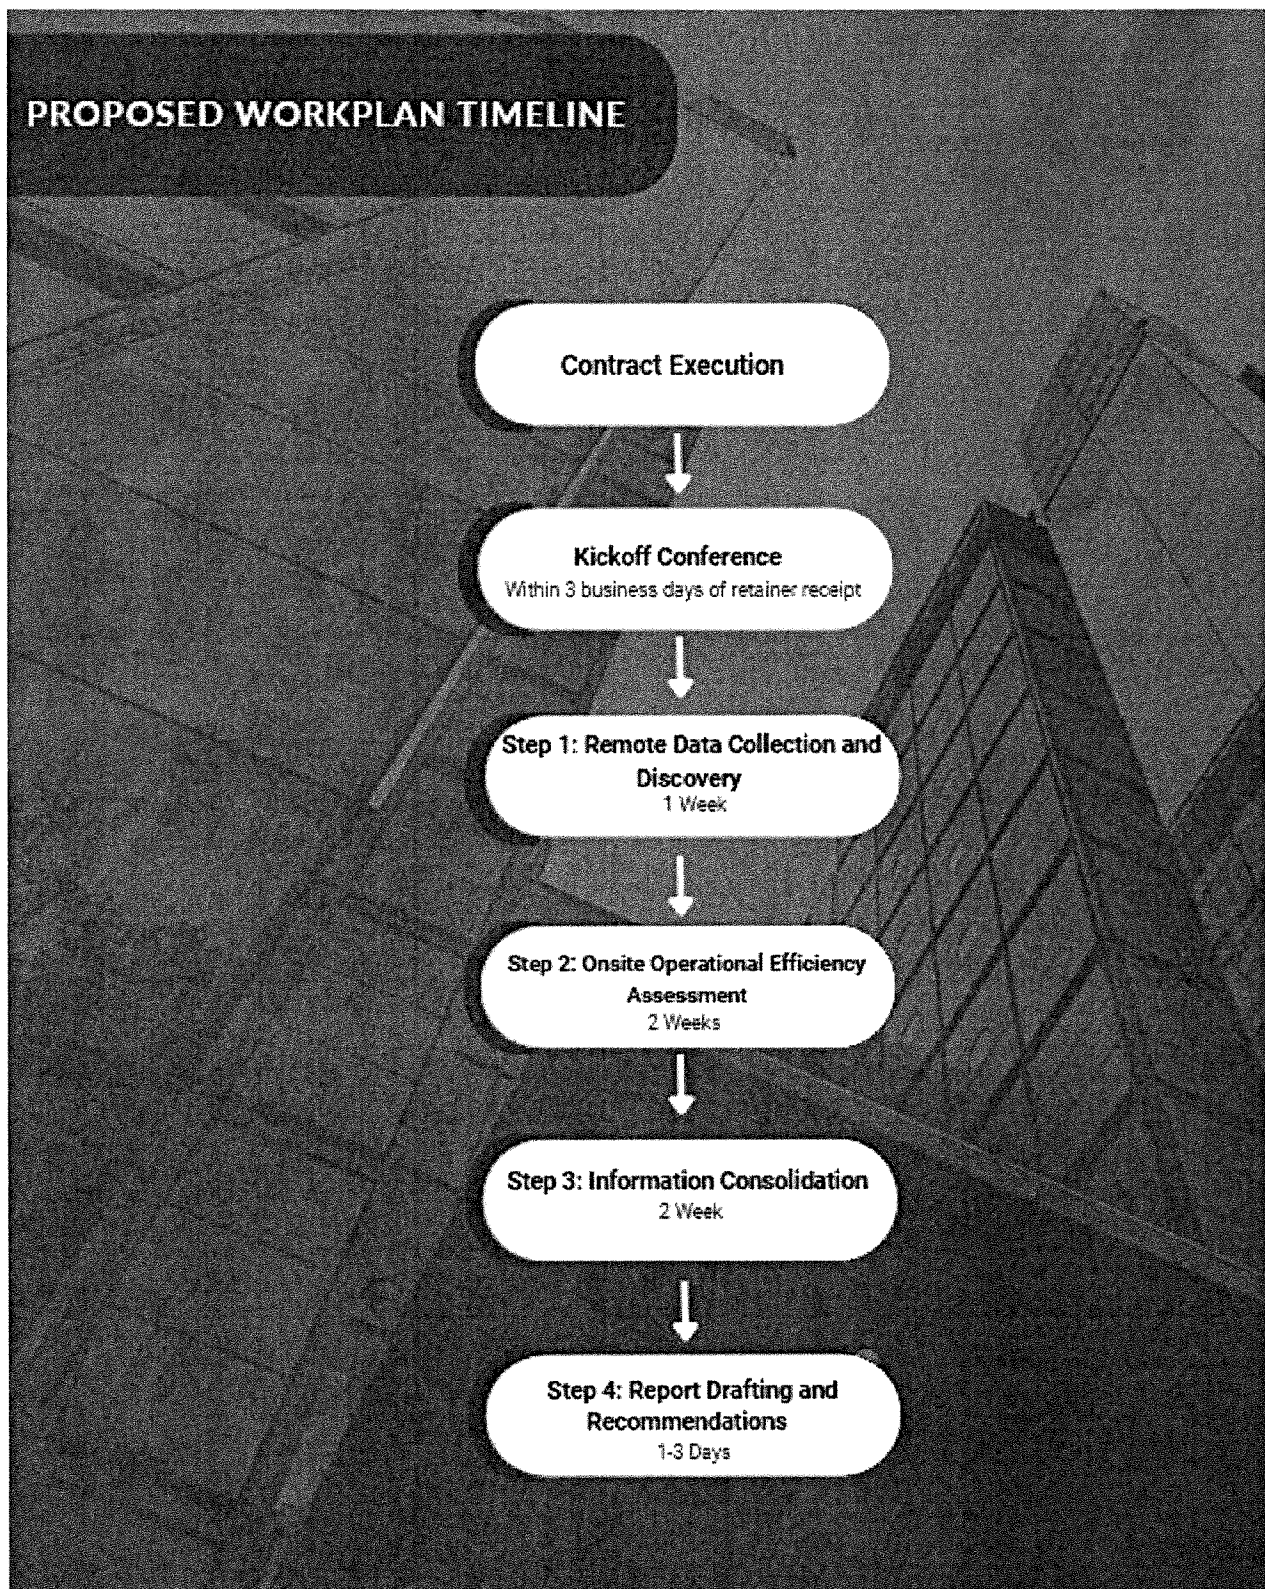 PROPOSED WORKPLAN TIMELINE
Contract Execution
Kickoff Conference
Within 3 business days of retainer receipt
Step 1: Remote Data Collection and
Discovery
1 Week
Step 2: Onsite Operational Efficiency
Assessment
2 Weeks
Step 3: Information Consolidation
2 Week
Step 4: Report Drafting and
Recommendations
1-3 Days